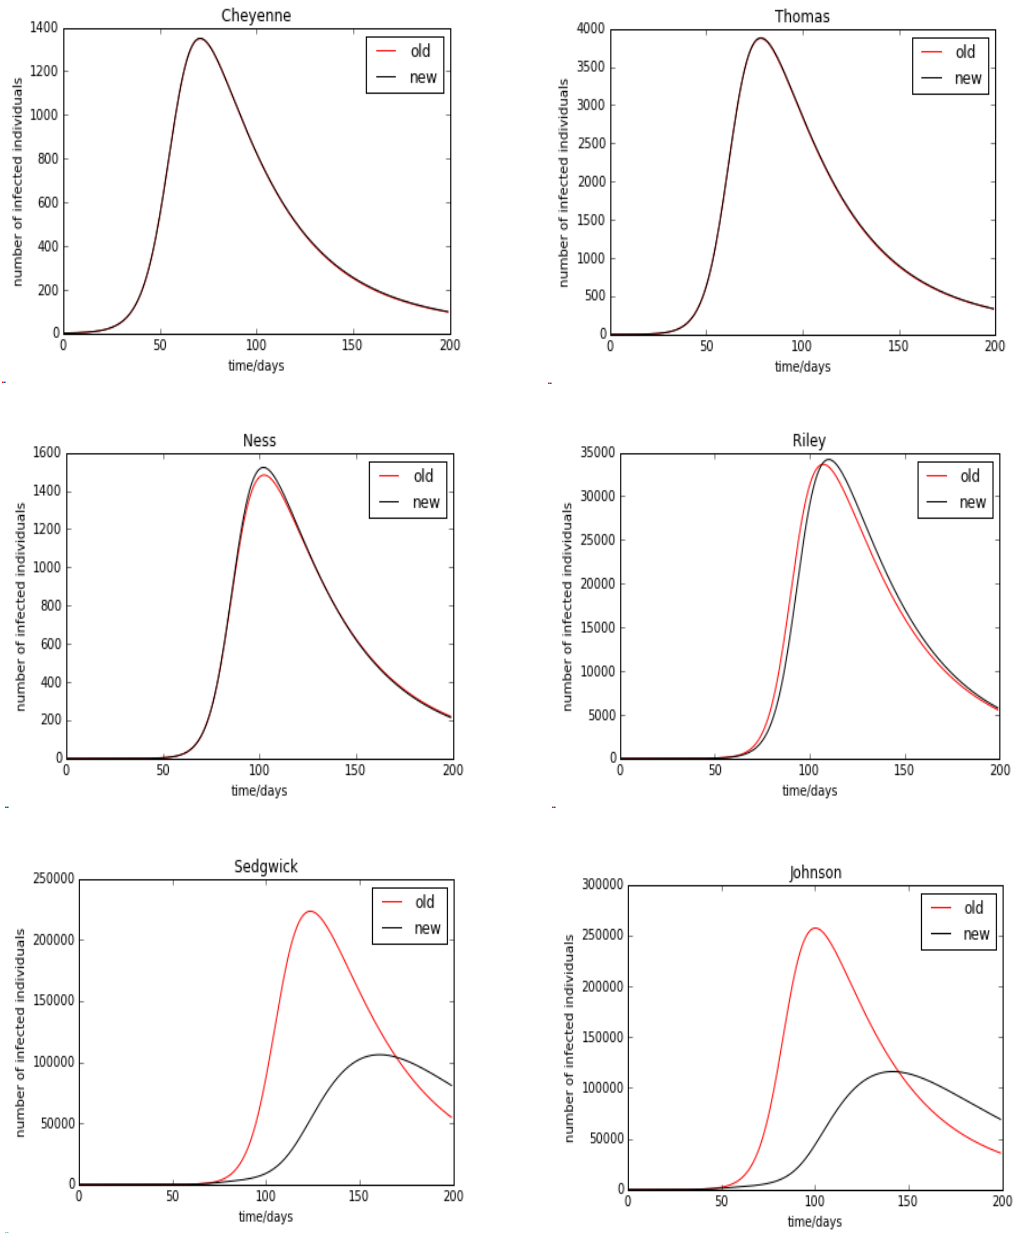 Cheyenne
1400
1200
1000
800
600
400
200
0
number of infected individuals
old
new
0 50 100 150 200
time/days
Thomas
4000
3500
3000
2500
2000
1500
1000
500
0
number of infected individuals
old
new
0 50 100 150 200
time/days
Ness
1600
1400
1200
1000
800
600
400
200
0
number of infected individuals
old
new
0 50 100 150 200
time/days
Riley
35000
30000
25000
20000
15000
10000
5000
0
number of infected individuals
old
new
0 50 100 150 200
time/days
Sedgwick
250000
200000
150000
100000
50000
0
number of infected individuals
old
new
0 50 100 150 200
time/days
Johnson
300000
250000
200000
150000
100000
50000
0
number of infected individuals
old
new
0 50 100 150 200
time/days